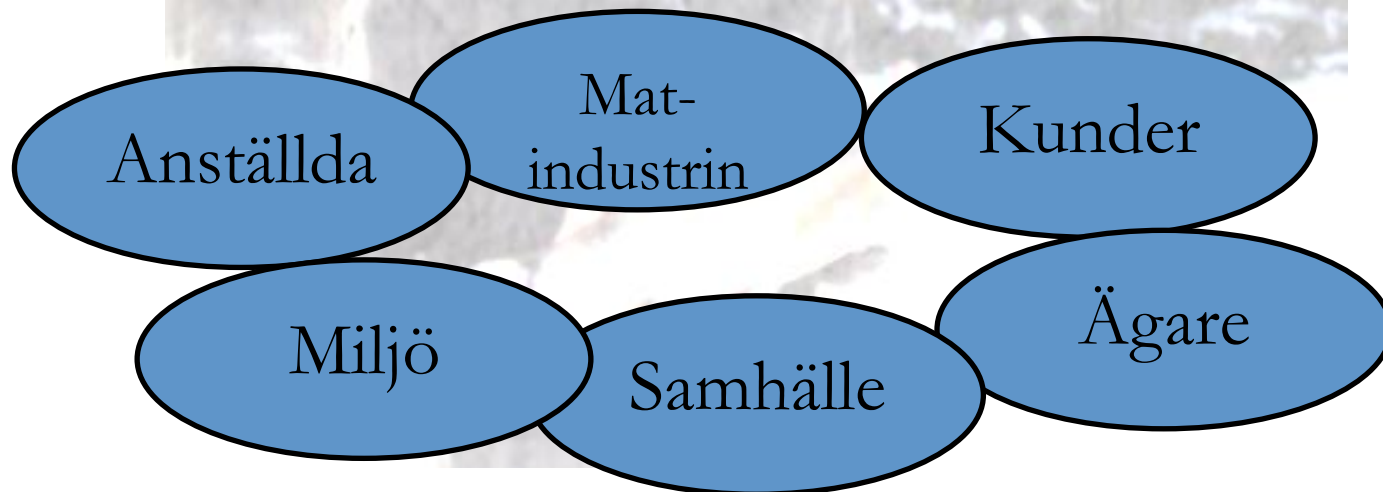 Anställda
Mat-
industrin
Kunder
Miljö
Samhälle
Ägare